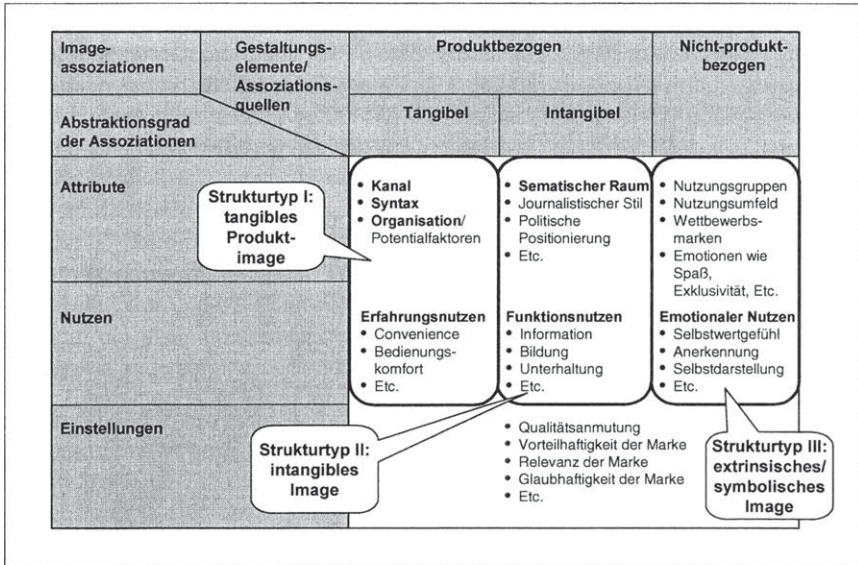 Image-
assoziationen
Gestaltungs-
elemente/
Assoziations-
quellen
Produktbezogen
Nicht-produkt-
bezogen
Abstraktionsgrad
der Assoziationen
Tangibel
Intangibel
Attribute
Strukturtyp I:
tangibles
Produkt-
image
• Kanal
• Syntax
• Organisation/
Potentialfaktoren
• Sematischer Raum
• Journalistischer Stil
• Politische
Positionierung
• Etc.
• Nutzungsgruppen
• Nutzungsumfeld
• Wettbewerbs-
marken
• Emotionen wie
Spaß,
Exklusivität, Etc.
Nutzen
Erfahrungsnutzen
• Convenience
• Bedienungs-
komfort
• Etc.
Funktionsnutzen
• Information
• Bildung
• Unterhaltung
• Etc.
Emotionaler Nutzen
• Selbstwertgefühl
• Anerkennung
• Selbstdarstellung
• Etc.
Einstellungen
Strukturtyp II:
intangibles
Image
• Qualitätsanmutung
• Vorteilhaftigkeit der Marke
• Relevanz der Marke
• Glaubhaftigkeit der Marke
• Etc.
Strukturtyp III:
extrinsisches/
symbolisches
Image